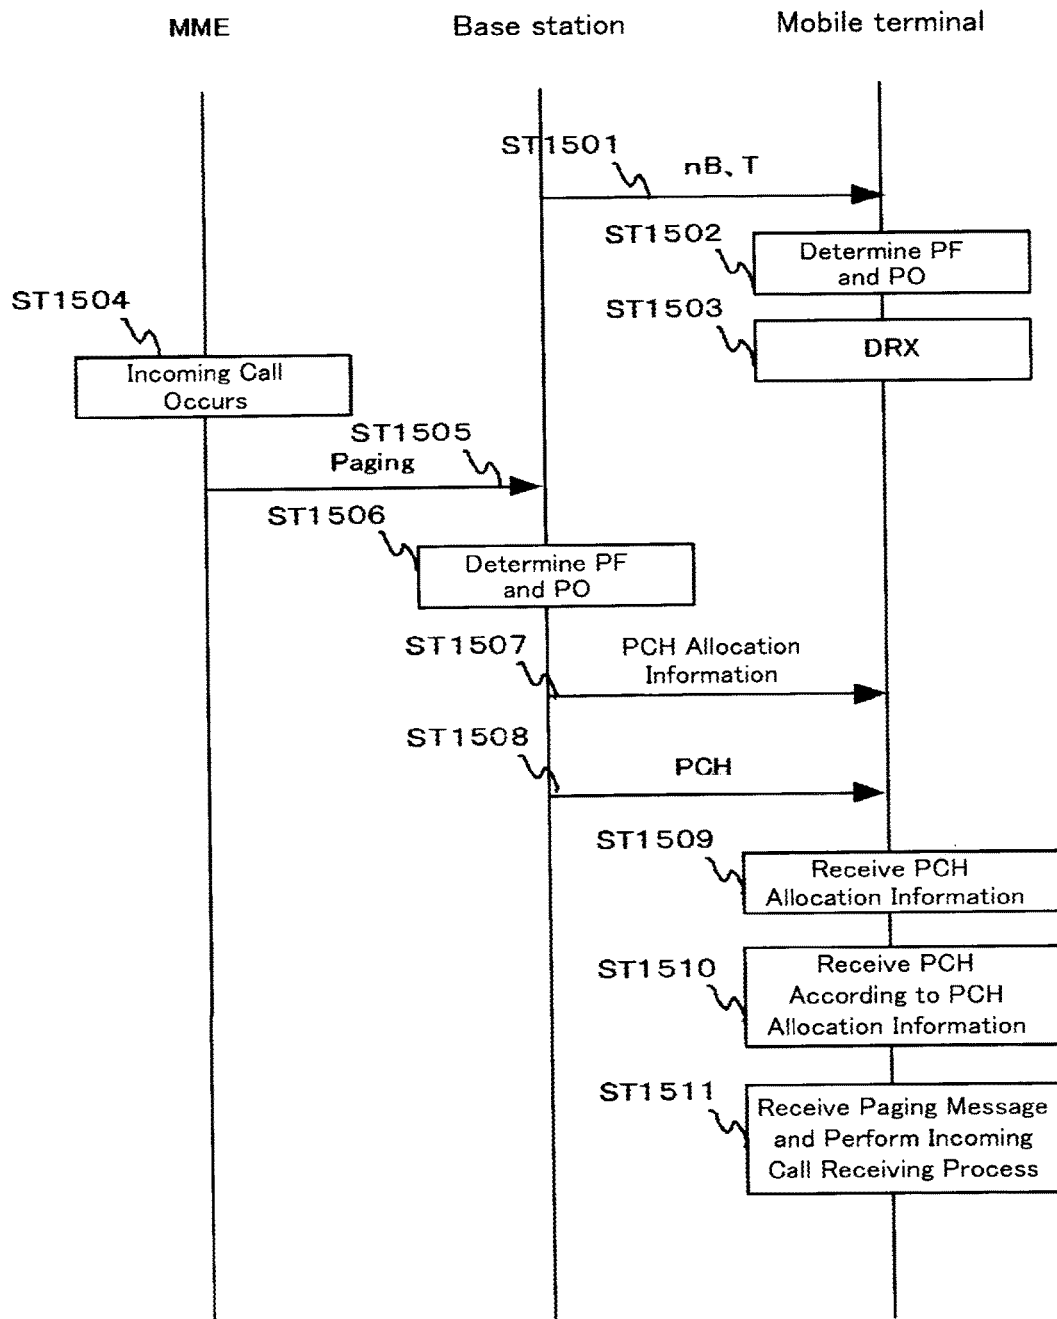 MME
Base station
Mobile terminal
ST1501
nB、T
ST1502
Determine PF
and PO
ST1503
DRX
ST1504
Incoming Call
Occurs
ST1505
Paging
ST1506
Determine PF
and PO
ST1507
PCH Allocation
Information
ST1508
PCH
ST1509
Receive PCH
Allocation Information
ST1510
Receive PCH
According to PCH
Allocation Information
ST1511
Receive Paging Message
and Perform Incoming
Call Receiving Process